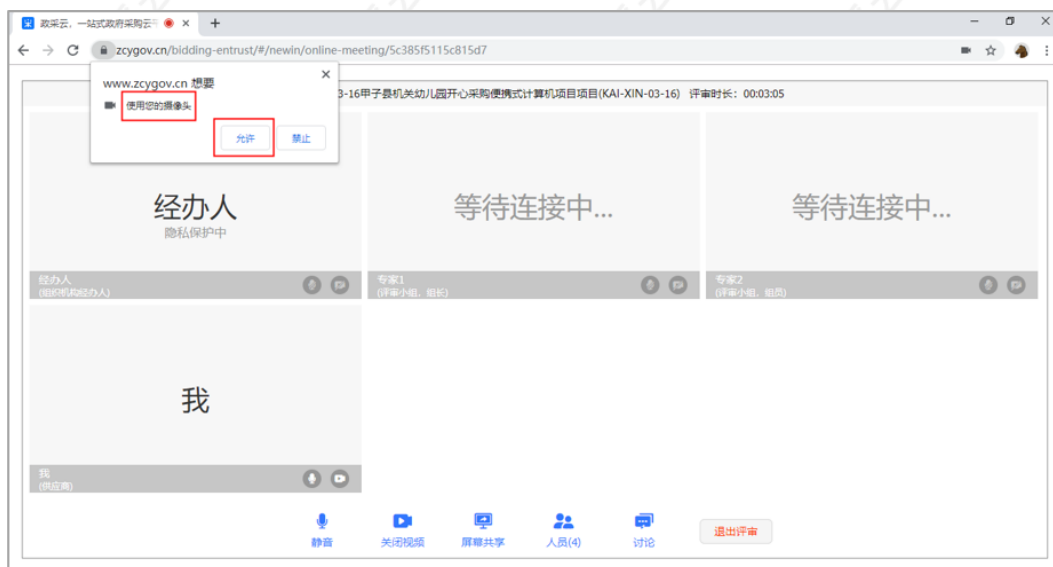 政采云，一站式政府采购云
zcygov.cn/bidding-entrust/#/newin/online-meeting/5c385f5115c815d7
www.zcygov.cn 想要
使用您的摄像头
允许 禁止
3-16甲子县机关幼儿园开心采购便携式计算机项目项目(KAI-XIN-03-16) 评审时长：00:03:05
经办人
隐私保护中
等待连接中...
等待连接中...
经办人
(组织机构经办人)
专家1
(评审小组、组长)
专家2
(评审小组、组员)
我
我
(供应商)
静音 关闭视频 屏幕共享 人员(4) 讨论 退出评审